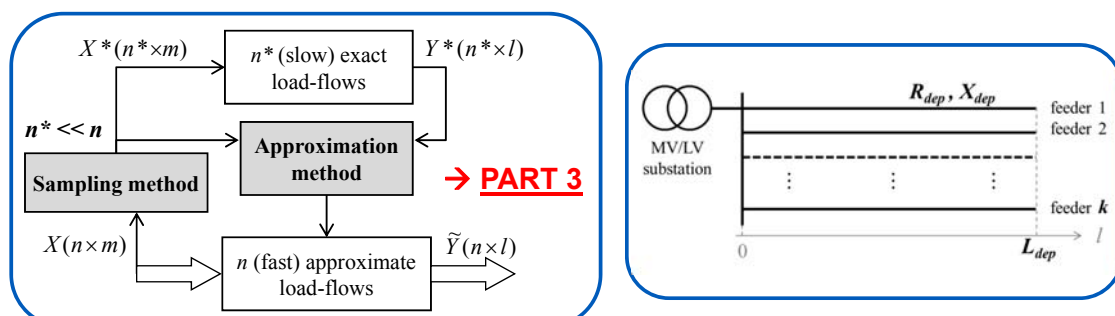 X*(n*×m)
n* (slow) exact
load-flows
Y*(n*×l)
n* << n
Approximation
method
→ PART 3
Sampling method
X(n×m)
n (fast) approximate
load-flows
Ỹ(n×l)
R_dep, X_dep
feeder 1
feeder 2
MV/LV
substation
feeder k
0
L_dep
l